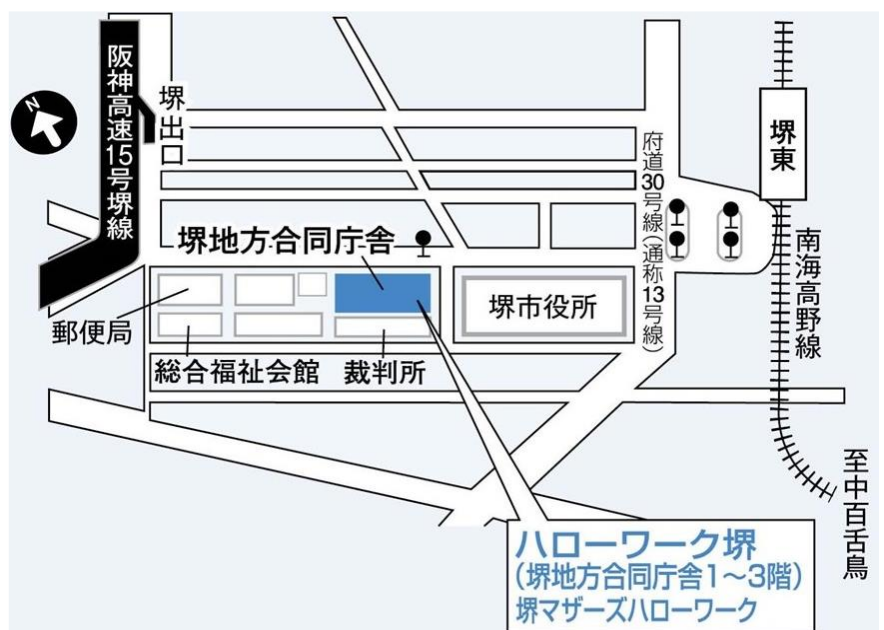 阪神高速15号堺線
堺出口
N
堺東
府道30号線（通称13号線）
南海高野線
堺地方合同庁舎
堺市役所
郵便局
総合福祉会館
裁判所
至中百舌鳥
ハローワーク堺
（堺地方合同庁舎1～3階）
堺マザーズハローワーク